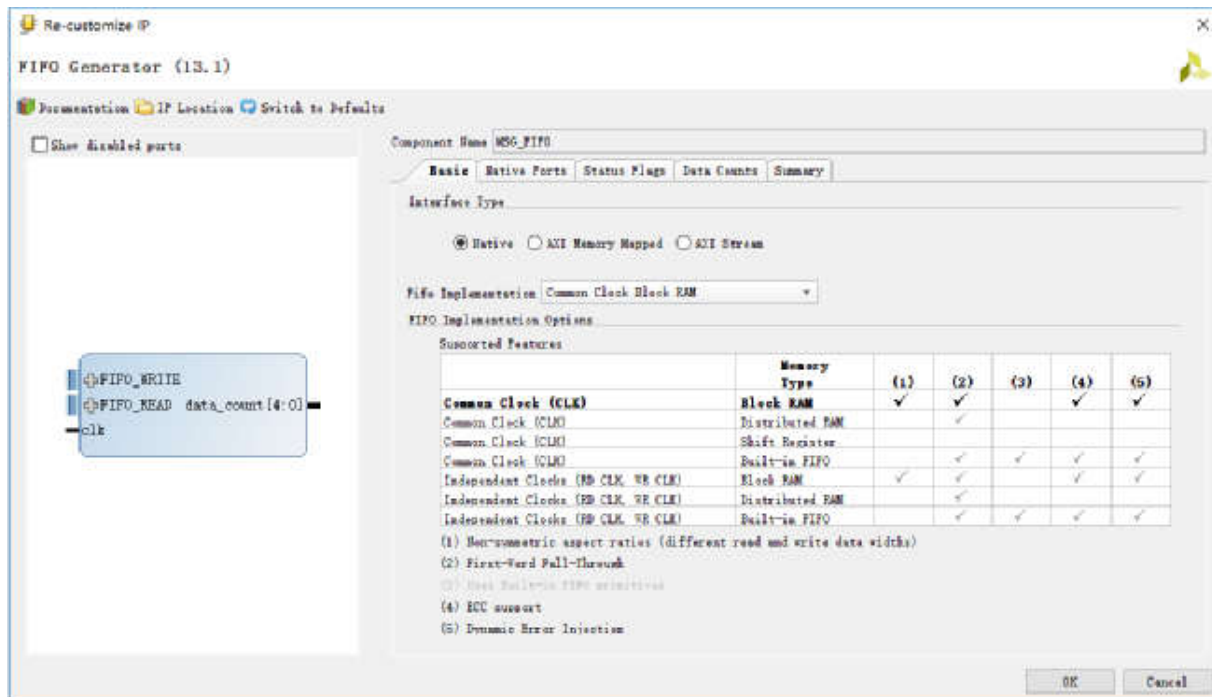 Re-customize IP
FIFO Generator (13.1)
Documentation IP Location Switch to Defaults
Show disabled ports
Component Name MSG_FIFO
Basic Native Ports Status Flags Data Counts Summary
Interface Type
Native AXI Memory Mapped AXI Stream
Fifo Implementation Common Clock Block RAM
FIFO Implementation Options
Supported Features
Memory Type (1) (2) (3) (4) (5)
Common Clock (CLK) Block RAM ✓ ✓ ✓ ✓
Common Clock (CLK) Distributed RAM ✓
Common Clock (CLK) Shift Register
Common Clock (CLK) Built-in FIFO ✓ ✓ ✓ ✓
Independent Clocks (RD CLK, WR CLK) Block RAM ✓ ✓ ✓ ✓
Independent Clocks (RD CLK, WR CLK) Distributed RAM ✓
Independent Clocks (RD CLK, WR CLK) Built-in FIFO ✓ ✓ ✓ ✓
(1) Non-symmetric aspect ratios (different read and write data widths)
(2) First-Word Fall-Through
(3) Uses Built-in FIFO primitives
(4) ECC support
(5) Dynamic Error Injection
FIFO_WRITE
FIFO_READ data_count[4:0]
clk
OK Cancel